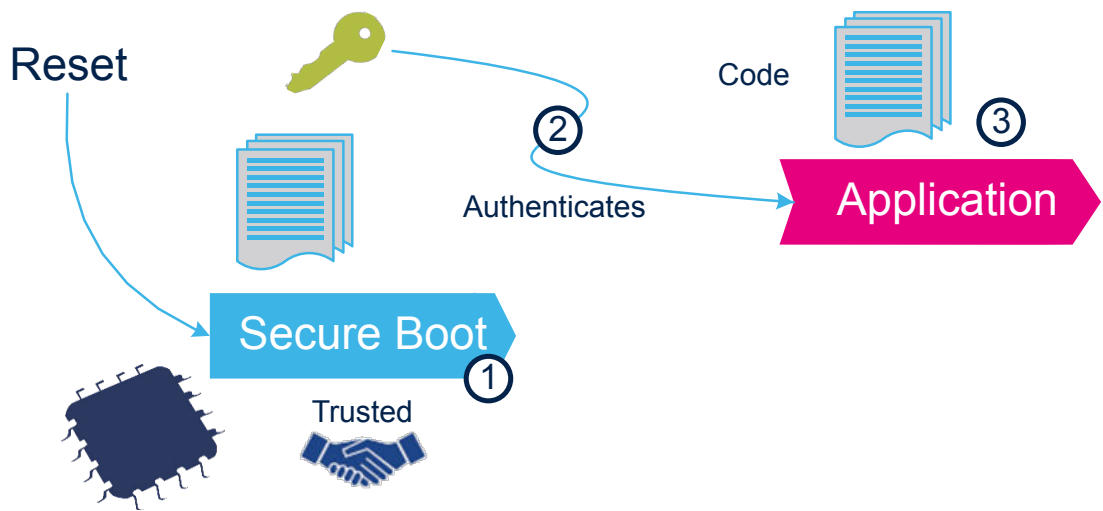 Reset
Code
2
3
Authenticates
Application
Secure Boot
1
Trusted